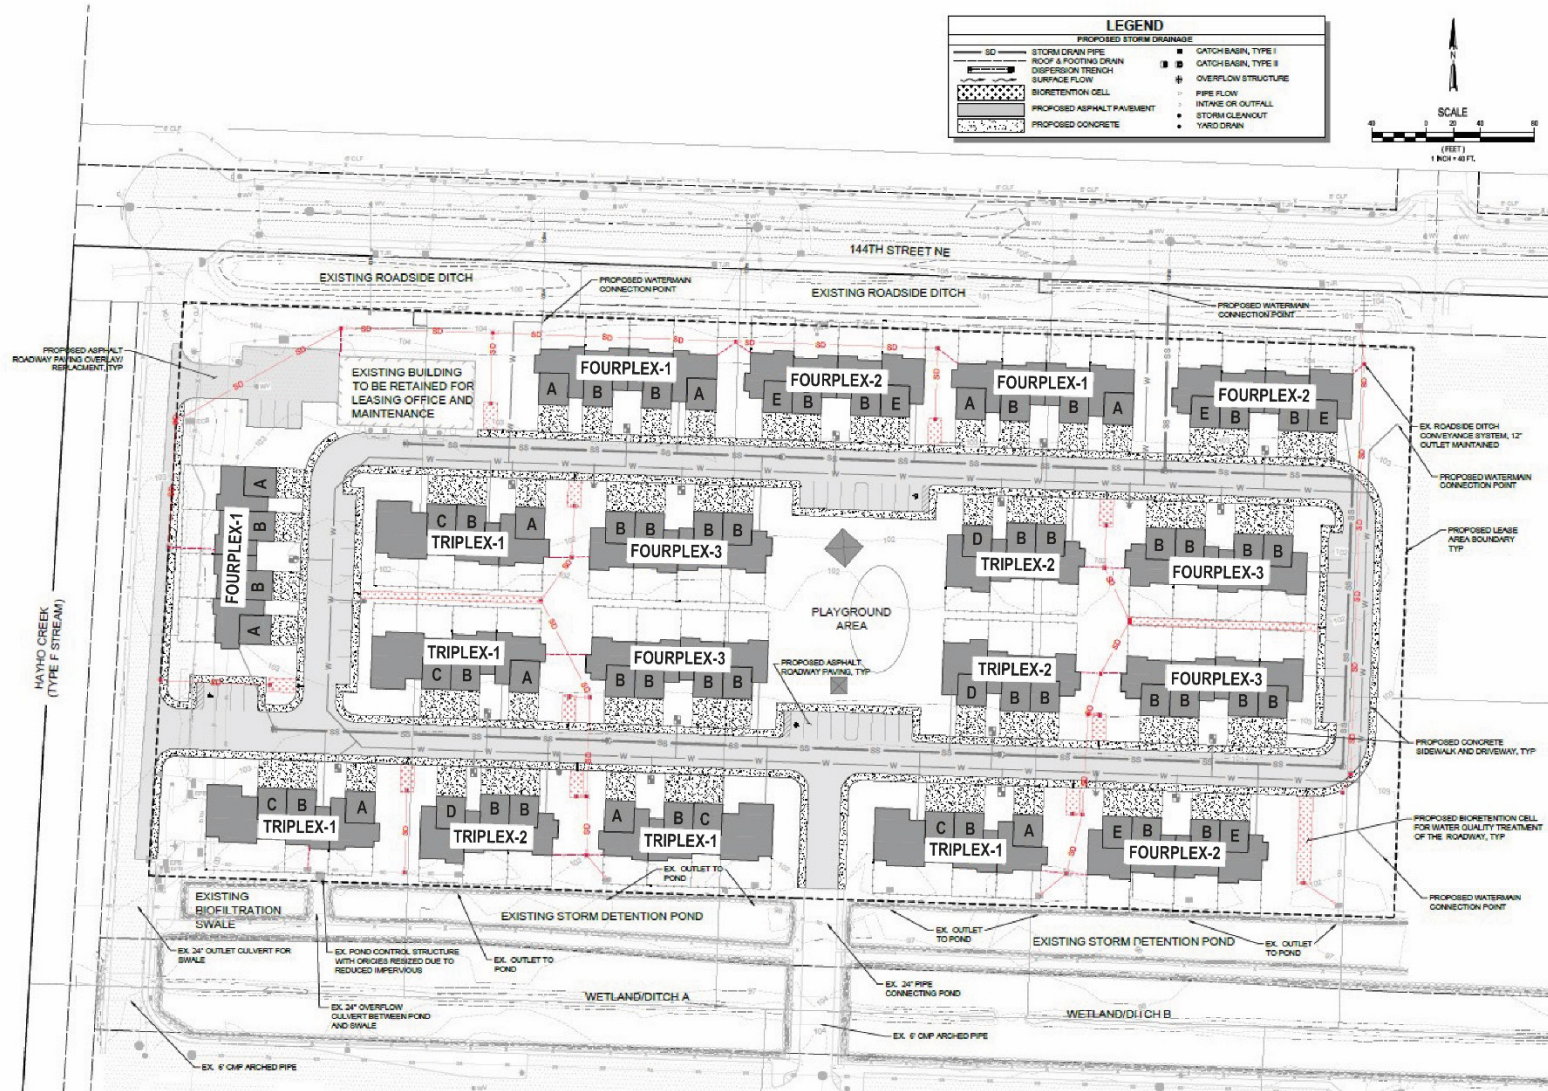 LEGEND
PROPOSED STORM DRAINAGE
SD STORM DRAIN PIPE
ROOF & FOOTING DRAIN
DISPERSION TRENCH
SURFACE FLOW
BIORETENTION CELL
PROPOSED ASPHALT PAVEMENT
PROPOSED CONCRETE
CATCH BASIN, TYPE I
CATCH BASIN, TYPE II
OVERFLOW STRUCTURE
PIPE FLOW
INTAKE OR OUTFALL
STORM CLEANOUT
YARD DRAIN
N
SCALE
40 0 20 40 80
( FEET )
1 INCH = 40 FT.
144TH STREET NE
EXISTING ROADSIDE DITCH
PROPOSED WATERMAIN
CONNECTION POINT
EXISTING ROADSIDE DITCH
PROPOSED WATERMAIN
CONNECTION POINT
PROPOSED ASPHALT
ROADWAY PAVING OVERLAY/
REPLACMENT, TYP
EXISTING BUILDING
TO BE RETAINED FOR
LEASING OFFICE AND
MAINTENANCE
FOURPLEX-1
A B B A
FOURPLEX-2
E B B E
FOURPLEX-1
A B B A
FOURPLEX-2
E B B E
EX. ROADSIDE DITCH
CONVEYANCE SYSTEM, 12"
OUTLET MAINTAINED
PROPOSED WATERMAIN
CONNECTION POINT
PROPOSED LEASE
AREA BOUNDARY
TYP
FOURPLEX-1
A B B A
C B A
TRIPLEX-1
B B B B
FOURPLEX-3
D B B
TRIPLEX-2
B B B B
FOURPLEX-3
PLAYGROUND
AREA
HAYHO CREEK
(TYPE F STREAM)
TRIPLEX-1
C B A
FOURPLEX-3
B B B B
PROPOSED ASPHALT
ROADWAY PAVING, TYP
TRIPLEX-2
D B B
FOURPLEX-3
B B B B
PROPOSED CONCRETE
SIDEWALK AND DRIVEWAY, TYP
C B A
TRIPLEX-1
D B B
TRIPLEX-2
A B C
TRIPLEX-1
C B A
TRIPLEX-1
E B B E
FOURPLEX-2
PROPOSED BIORETENTION CELL
FOR WATER QUALITY TREATMENT
OF THE ROADWAY, TYP
PROPOSED WATERMAIN
CONNECTION POINT
EXISTING
BIOFILTRATION
SWALE
EX. OUTLET TO
POND
EXISTING STORM DETENTION POND
EX. OUTLET
TO POND
EXISTING STORM DETENTION POND
EX. OUTLET
TO POND
EX. 24" OUTLET CULVERT FOR
SWALE
EX. POND CONTROL STRUCTURE
WITH ORIGIES RESIZED DUE TO
REDUCED IMPERVIOUS
EX. OUTLET TO
POND
EX. 24" PIPE
CONNECTING POND
EX. 24" OVERFLOW
CULVERT BETWEEN POND
AND SWALE
WETLAND/DITCH A
WETLAND/DITCH B
EX. 6' CMP ARCHED PIPE
EX. 6' CMP ARCHED PIPE